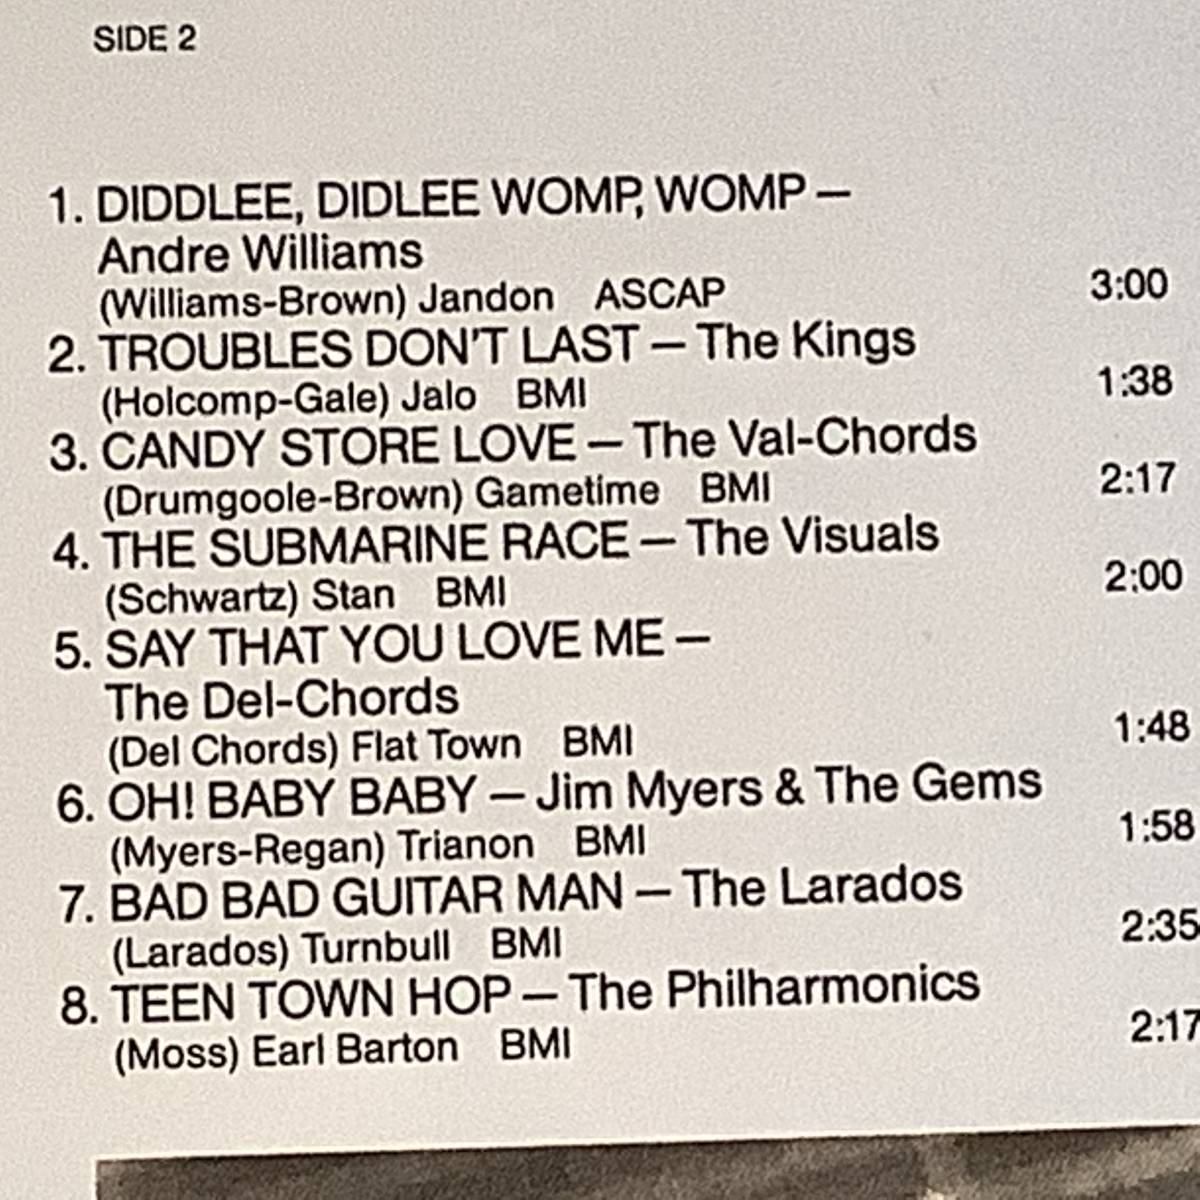 SIDE 2
1. DIDDLEE, DIDLEE WOMP, WOMP —
Andre Williams
(Williams-Brown) Jandon ASCAP 3:00
2. TROUBLES DON'T LAST — The Kings
(Holcomp-Gale) Jalo BMI 1:38
3. CANDY STORE LOVE — The Val-Chords
(Drumgoole-Brown) Gametime BMI 2:17
4. THE SUBMARINE RACE — The Visuals
(Schwartz) Stan BMI 2:00
5. SAY THAT YOU LOVE ME —
The Del-Chords
(Del Chords) Flat Town BMI 1:48
6. OH! BABY BABY — Jim Myers & The Gems
(Myers-Regan) Trianon BMI 1:58
7. BAD BAD GUITAR MAN — The Larados
(Larados) Turnbull BMI 2:35
8. TEEN TOWN HOP — The Philharmonics
(Moss) Earl Barton BMI 2:17